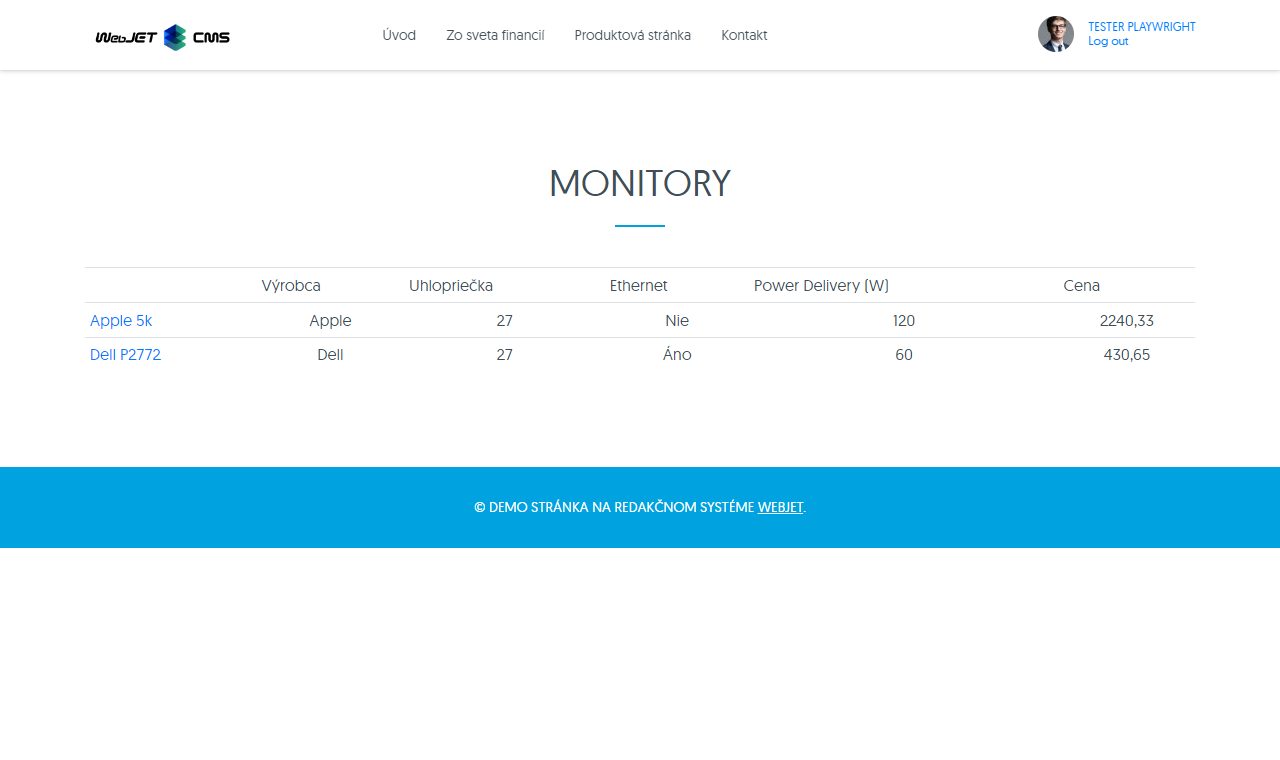 WebJET CMS
Úvod Zo sveta financií Produktová stránka Kontakt
TESTER PLAYWRIGHT
Log out
MONITORY
Výrobca Uhlopriečka Ethernet Power Delivery (W) Cena
Apple 5k Apple 27 Nie 120 2240,33
Dell P2772 Dell 27 Áno 60 430,65
© DEMO STRÁNKA NA REDAKČNOM SYSTÉME WEBJET.